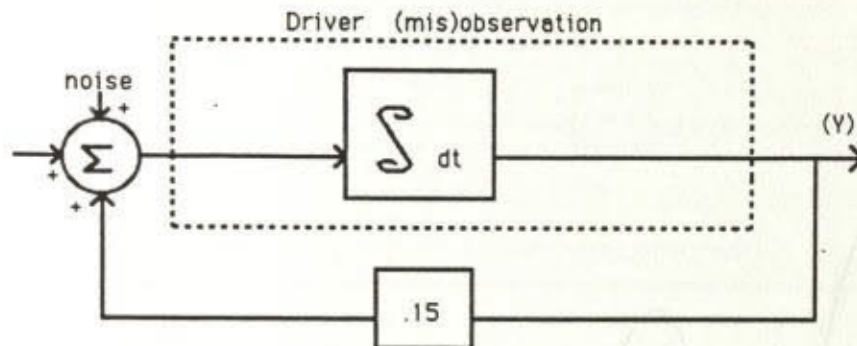 Driver (mis)observation
noise
+
(Y)
Σ
dt
+
+
.15